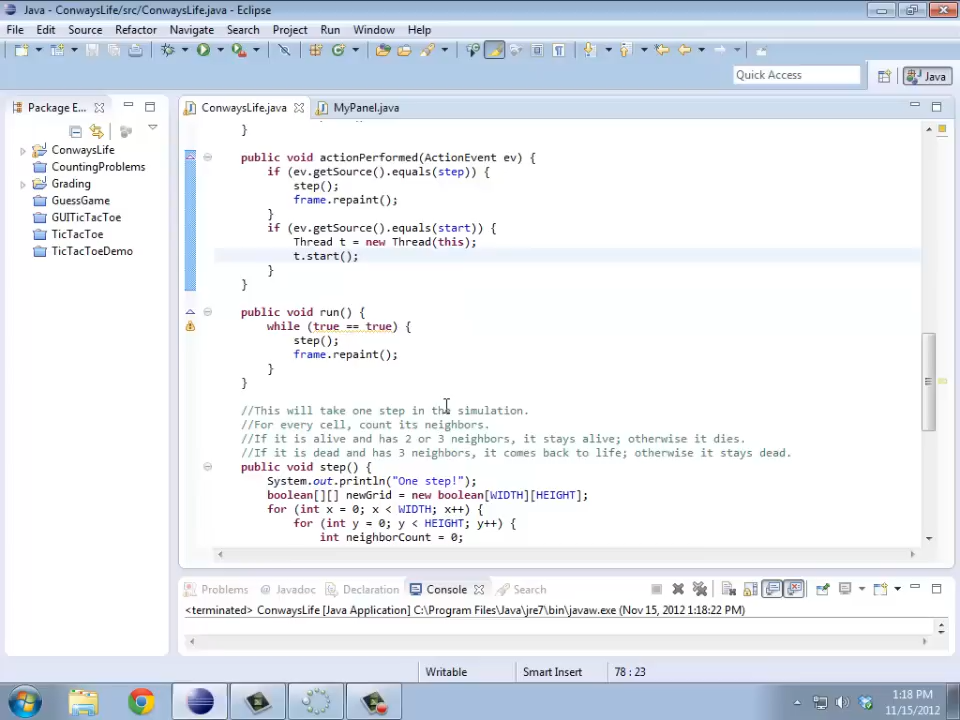 Java - ConwaysLife/src/ConwaysLife.java - Eclipse
File Edit Source Refactor Navigate Search Project Run Window Help
Quick Access
Java
Package E...
ConwaysLife.java
MyPanel.java
ConwaysLife
CountingProblems
Grading
GuessGame
GUITicTacToe
TicTacToe
TicTacToeDemo
}
public void actionPerformed(ActionEvent ev) {
if (ev.getSource().equals(step)) {
step();
frame.repaint();
}
if (ev.getSource().equals(start)) {
Thread t = new Thread(this);
t.start();
}
}
public void run() {
while (true == true) {
step();
frame.repaint();
}
}
//This will take one step in the simulation.
//For every cell, count its neighbors.
//If it is alive and has 2 or 3 neighbors, it stays alive; otherwise it dies.
//If it is dead and has 3 neighbors, it comes back to life; otherwise it stays dead.
public void step() {
System.out.println("One step!");
boolean[][] newGrid = new boolean[WIDTH][HEIGHT];
for (int x = 0; x < WIDTH; x++) {
for (int y = 0; y < HEIGHT; y++) {
int neighborCount = 0;
Problems @ Javadoc Declaration Console Search
<terminated> ConwaysLife [Java Application] C:\Program Files\Java\jre7\bin\javaw.exe (Nov 15, 2012 1:18:22 PM)
Writable Smart Insert 78 : 23
1:18 PM
11/15/2012